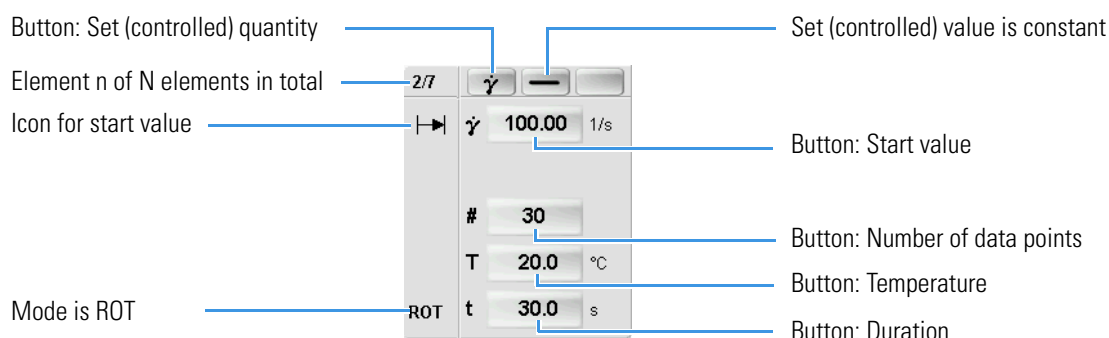 Button: Set (controlled) quantity
Set (controlled) value is constant
Element n of N elements in total
2/7
γ̇
Icon for start value
γ̇ 100.00 1/s
Button: Start value
# 30
Button: Number of data points
T 20.0 °C
Button: Temperature
Mode is ROT
ROT t 30.0 s
Button: Duration